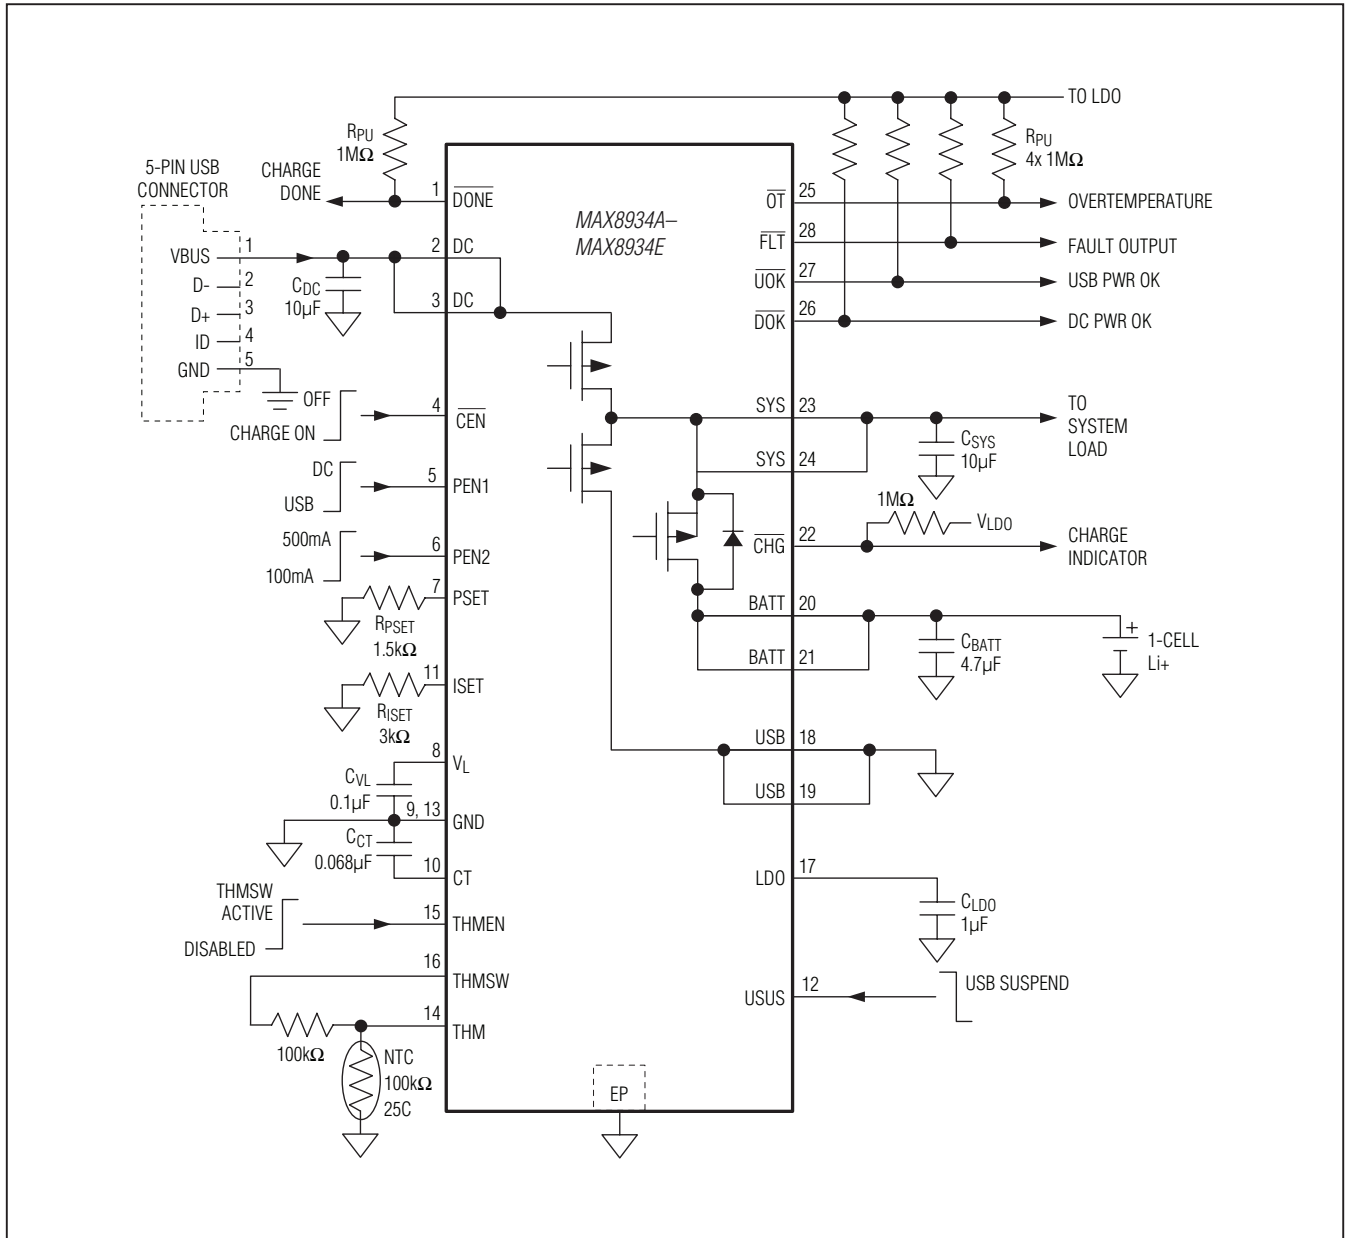 TO LDO
RPU
1MΩ
RPU
4x 1MΩ
5-PIN USB
CONNECTOR
CHARGE
DONE
1
DONE
MAX8934A–
MAX8934E
OT
25
OVERTEMPERATURE
FLT
28
FAULT OUTPUT
UOK
27
USB PWR OK
DOK
26
DC PWR OK
VBUS
1
D-
2
D+
3
ID
4
GND
5
CDC
10µF
2
DC
3
DC
OFF
CHARGE ON
4
CEN
DC
USB
5
PEN1
500mA
100mA
6
PEN2
7
PSET
RPSET
1.5kΩ
11
ISET
RISET
3kΩ
8
VL
CVL
0.1µF
9, 13
GND
CCT
0.068µF
10
CT
THMSW
ACTIVE
DISABLED
15
THMEN
16
THMSW
14
THM
100kΩ
NTC
100kΩ
25C
EP
SYS
23
TO
SYSTEM
LOAD
SYS
24
CSYS
10µF
1MΩ
VLDO
CHG
22
CHARGE
INDICATOR
BATT
20
BATT
21
CBATT
4.7µF
+
1-CELL
Li+
USB
18
USB
19
LDO
17
CLDO
1µF
USUS
12
USB SUSPEND